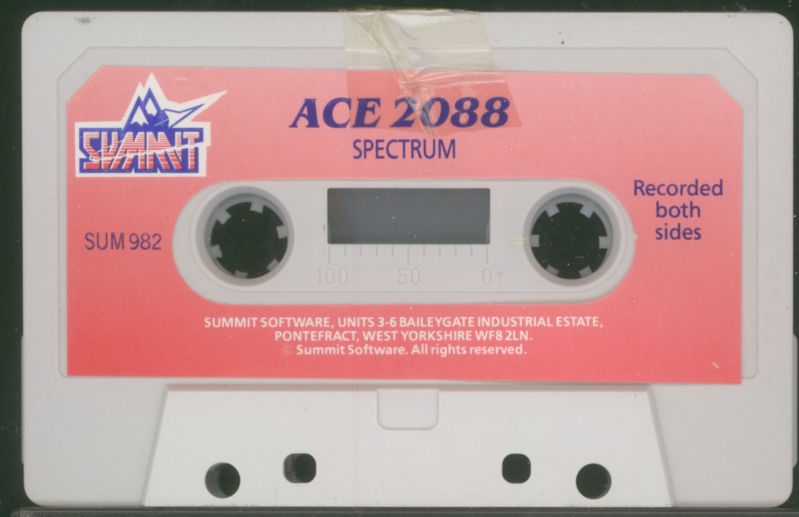 SUMMIT
ACE 2088
SPECTRUM
SUM 982
Recorded
both
sides
100 50 0
SUMMIT SOFTWARE, UNITS 3-6 BAILEYGATE INDUSTRIAL ESTATE,
PONTEFRACT, WEST YORKSHIRE WF8 2LN.
© Summit Software. All rights reserved.